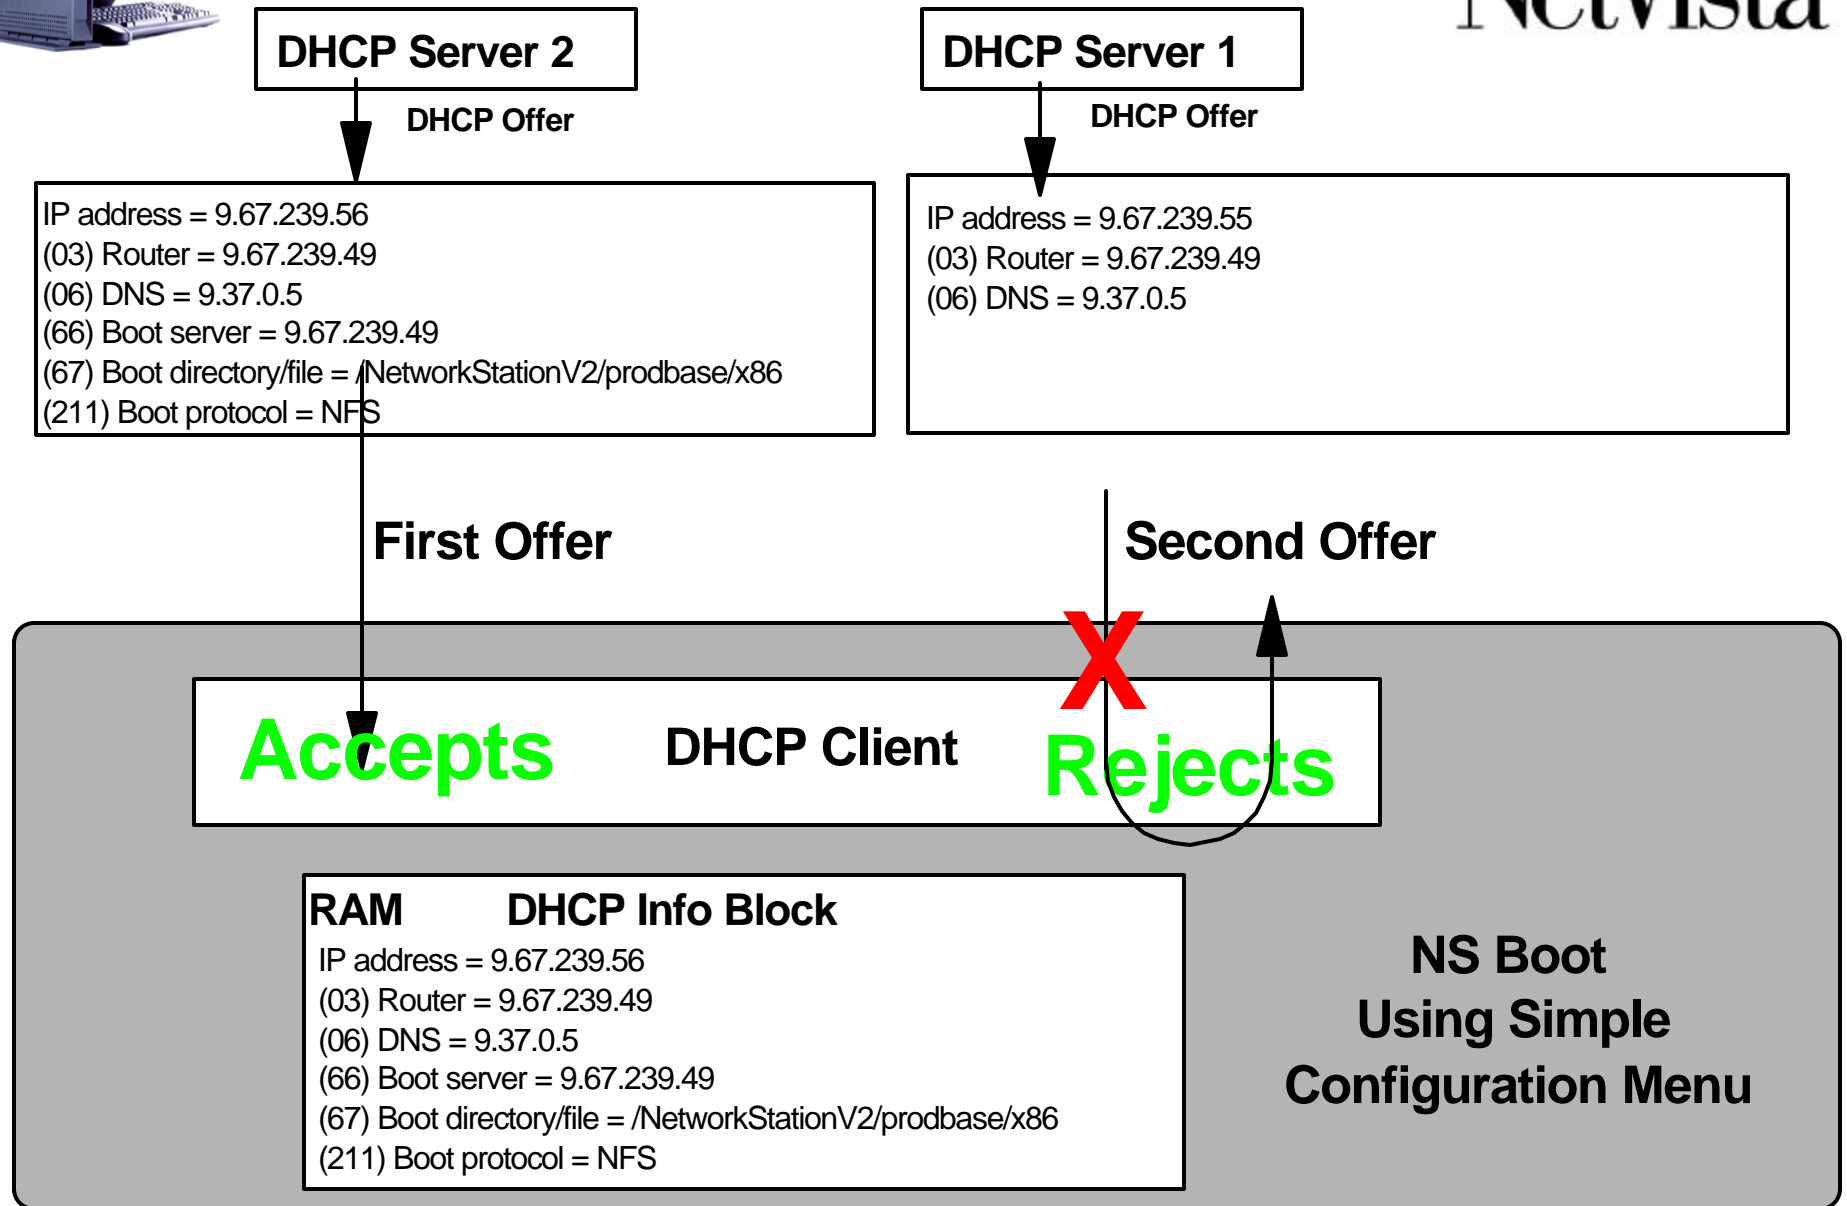 NetVista
DHCP Server 2
DHCP Offer
IP address = 9.67.239.56
(03) Router = 9.67.239.49
(06) DNS = 9.37.0.5
(66) Boot server = 9.67.239.49
(67) Boot directory/file = /NetworkStationV2/prodbase/x86
(211) Boot protocol = NFS
DHCP Server 1
DHCP Offer
IP address = 9.67.239.55
(03) Router = 9.67.239.49
(06) DNS = 9.37.0.5
First Offer
Second Offer
X
Accepts
DHCP Client
Rejects
RAM DHCP Info Block
IP address = 9.67.239.56
(03) Router = 9.67.239.49
(06) DNS = 9.37.0.5
(66) Boot server = 9.67.239.49
(67) Boot directory/file = /NetworkStationV2/prodbase/x86
(211) Boot protocol = NFS
NS Boot
Using Simple
Configuration Menu